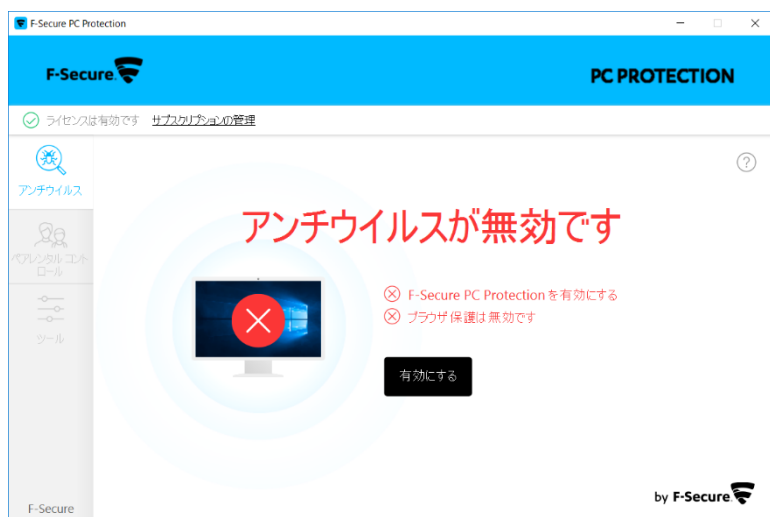 F-Secure PC Protection
F-Secure
PC PROTECTION
ライセンスは有効です サブスクリプションの管理
アンチウイルス
ペアレンタル コント
ロール
ツール
アンチウイルスが無効です
F-Secure PC Protection を有効にする
ブラウザ保護は無効です
有効にする
F-Secure
by F-Secure